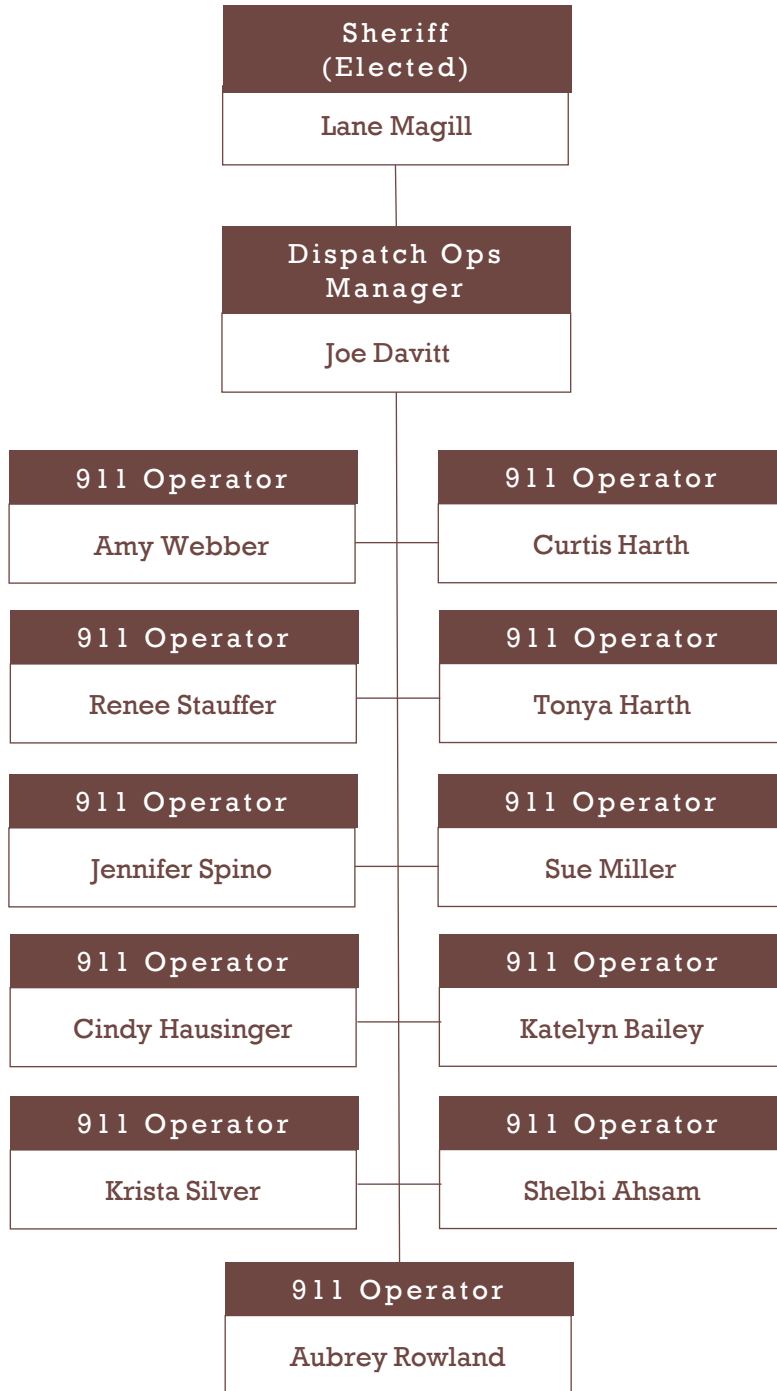 Sheriff
(Elected)
Lane Magill
Dispatch Ops
Manager
Joe Davitt
911 Operator
Amy Webber
911 Operator
Curtis Harth
911 Operator
Renee Stauffer
911 Operator
Tonya Harth
911 Operator
Jennifer Spino
911 Operator
Sue Miller
911 Operator
Cindy Hausinger
911 Operator
Katelyn Bailey
911 Operator
Krista Silver
911 Operator
Shelbi Ahsam
911 Operator
Aubrey Rowland